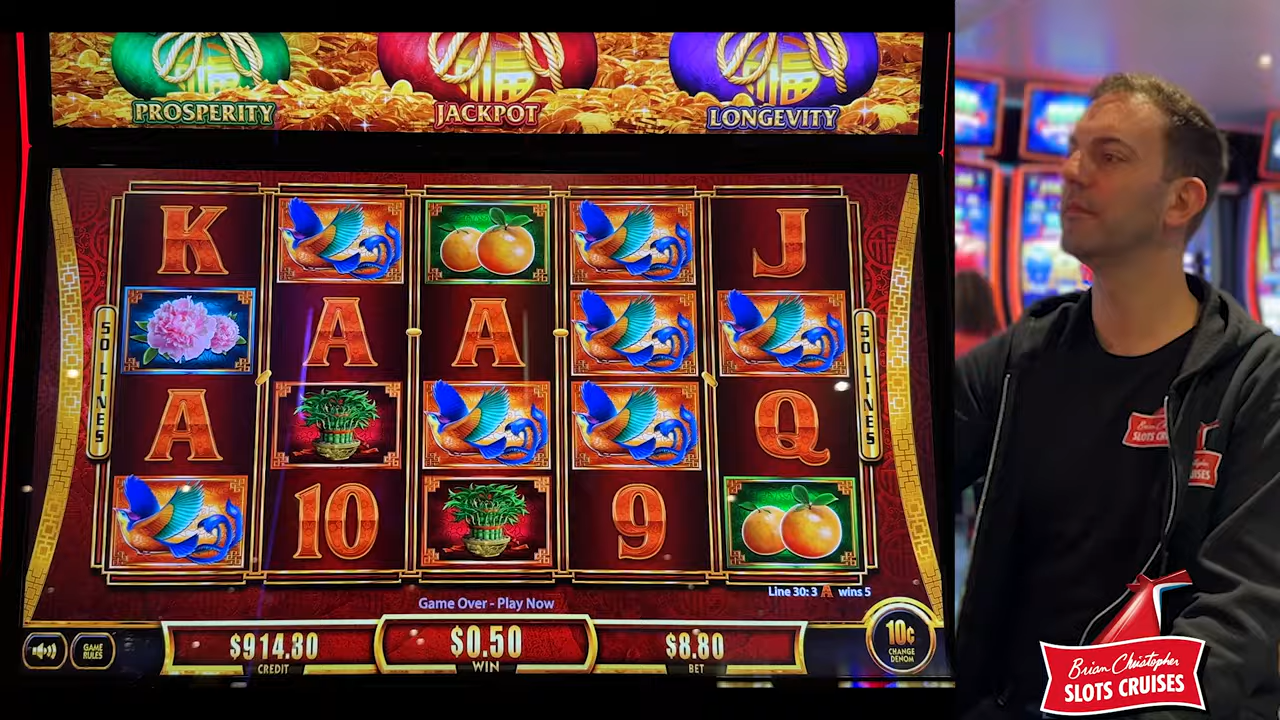 PROSPERITY
JACKPOT
LONGEVITY
K
J
A
A
A
Q
10
9
50 LINES
50 LINES
Line 30: 3 A wins 5
Game Over - Play Now
GAME RULES
$914.30
CREDIT
$0.50
WIN
$8.80
BET
10¢
CHANGE
DENOM
SLOTS
Brian Christopher
SLOTS CRUISES